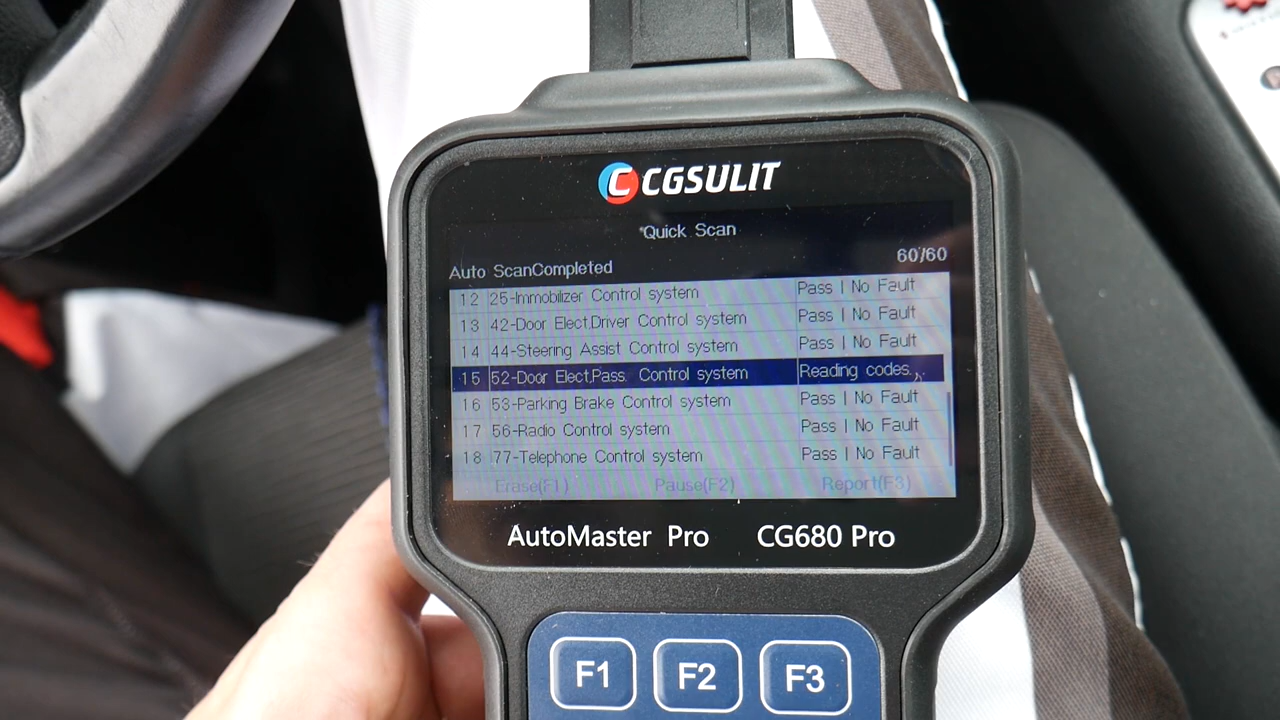 CGSULIT
Quick Scan
Auto ScanCompleted 60/60
12 25-Immobilizer Control system Pass | No Fault
13 42-Door Elect,Driver Control system Pass | No Fault
14 44-Steering Assist Control system Pass | No Fault
15 52-Door Elect,Pass. Control system Reading codes..
16 53-Parking Brake Control system Pass | No Fault
17 56-Radio Control system Pass | No Fault
18 77-Telephone Control system Pass | No Fault
Erase(F1) Pause(F2) Report(F3)
AutoMaster Pro CG680 Pro
F1 F2 F3